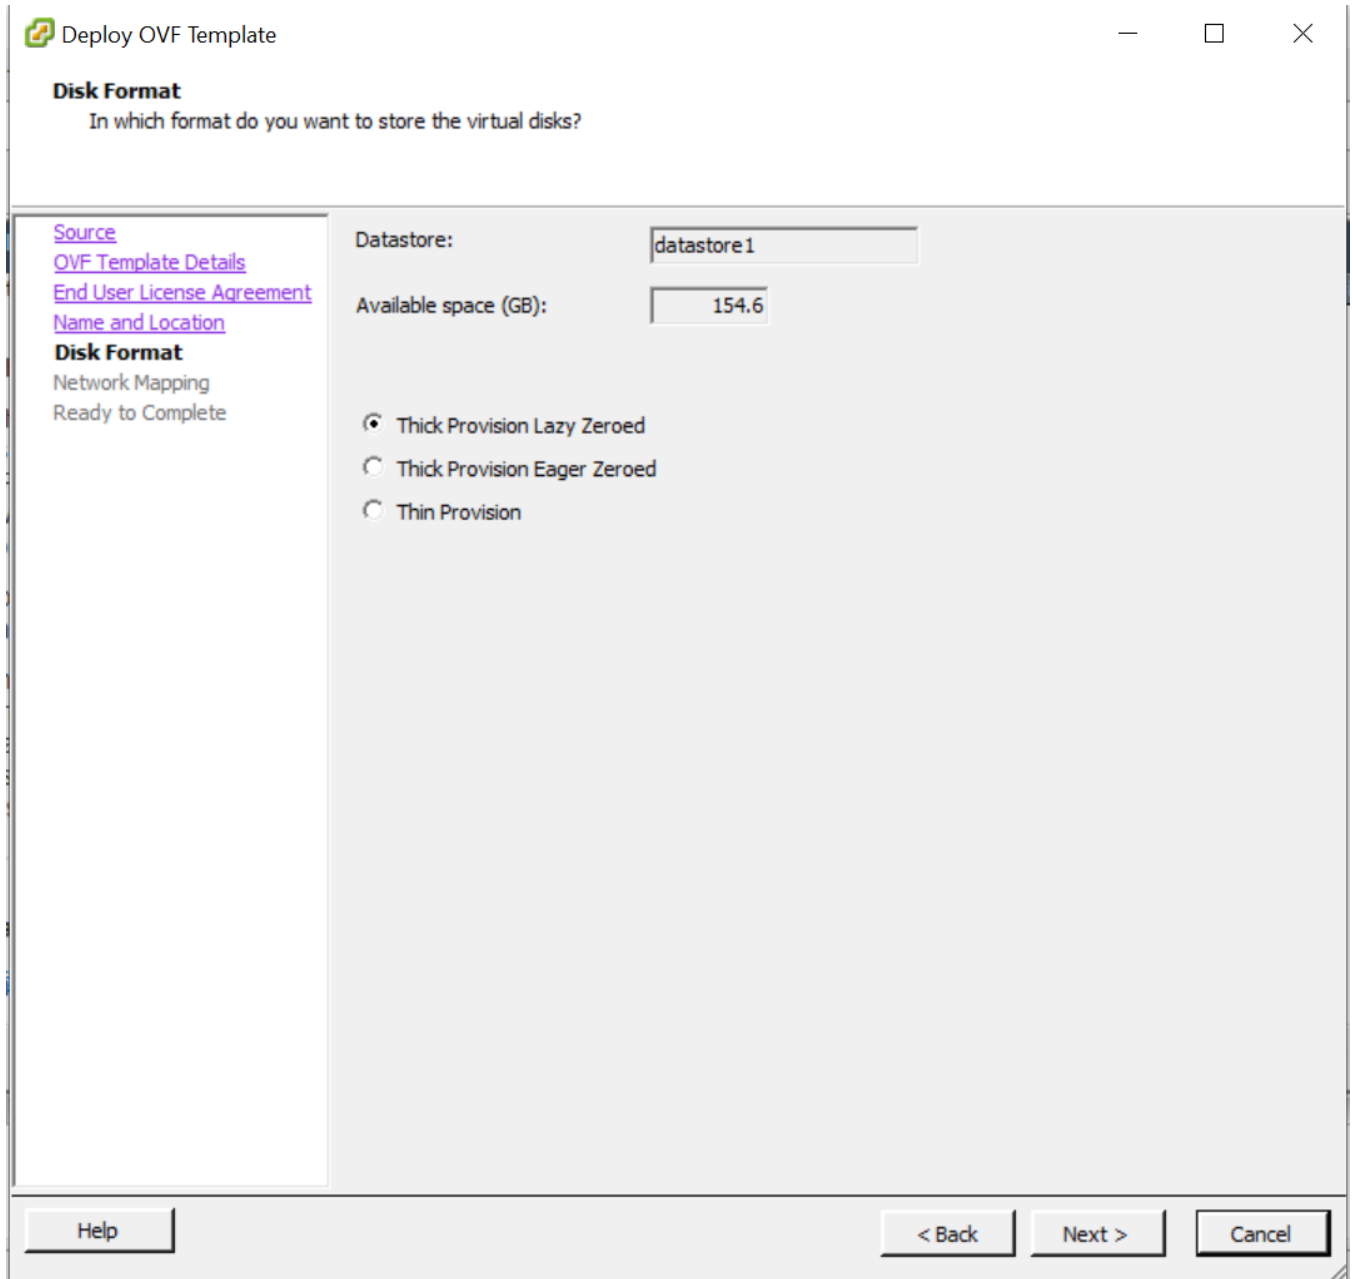 Deploy OVF Template
Disk Format
In which format do you want to store the virtual disks?
Source
OVF Template Details
End User License Agreement
Name and Location
Disk Format
Network Mapping
Ready to Complete
Datastore: datastore1
Available space (GB): 154.6
Thick Provision Lazy Zeroed
Thick Provision Eager Zeroed
Thin Provision
Help < Back Next > Cancel